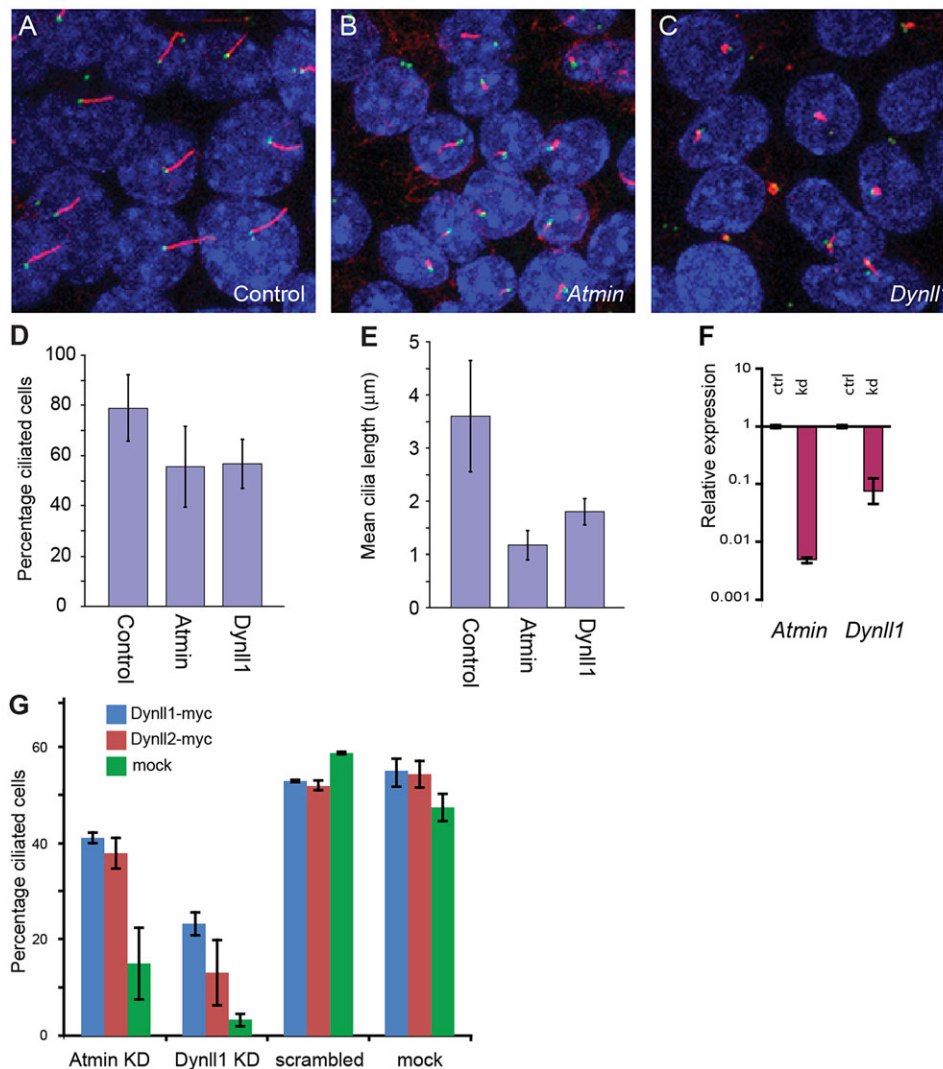 A
B
C
Control
Atmin
Dynll1
D
Percentage ciliated cells
100
80
60
40
20
0
Control
Atmin
Dynll1
E
Mean cilia length (μm)
5
4
3
2
1
0
Control
Atmin
Dynll1
F
Relative expression
ctrl
kd
ctrl
kd
10
1
0.1
0.01
0.001
Atmin
Dynll1
G
Dynll1-myc
Dynll2-myc
mock
Percentage ciliated cells
60
40
20
0
Atmin KD
Dynll1 KD
scrambled
mock